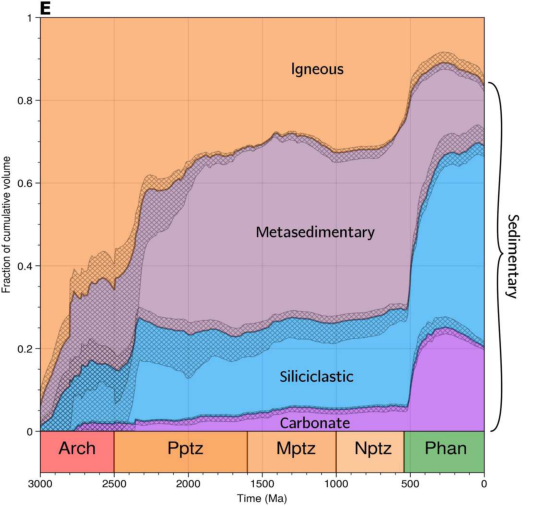 E
1
0.8
0.6
0.4
0.2
0
Fraction of cumulative volume
Igneous
Metasedimentary
Siliciclastic
Carbonate
Sedimentary
Arch Pptz Mptz Nptz Phan
3000 2500 2000 1500 1000 500 0
Time (Ma)